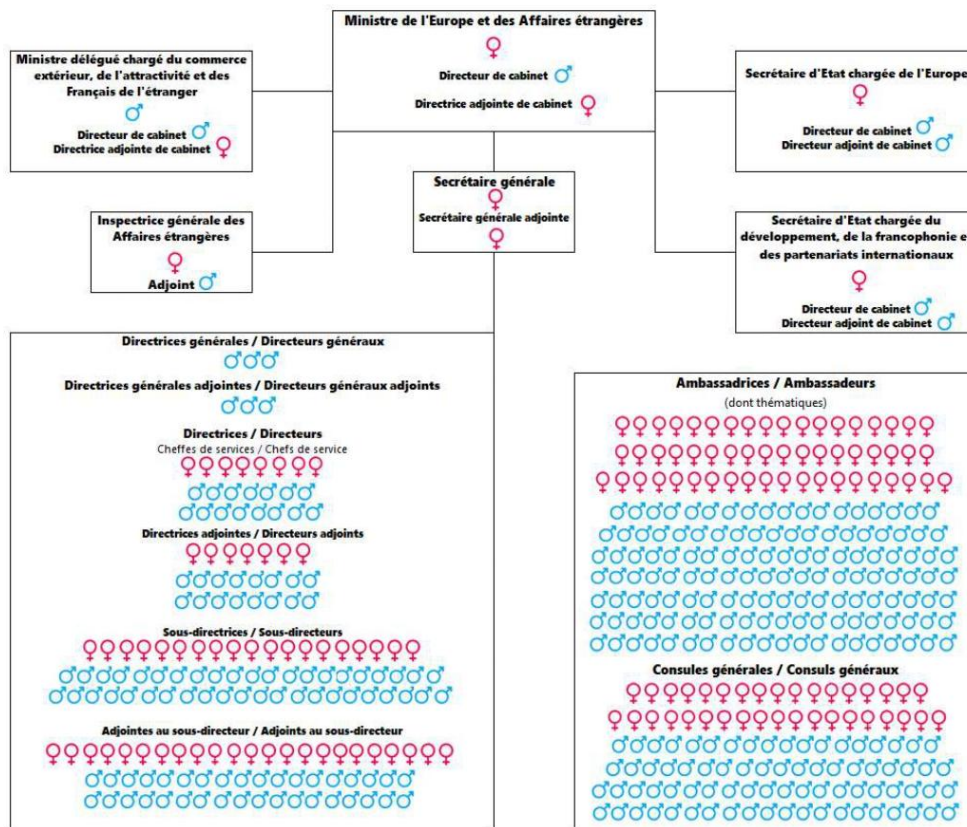 Ministre de l'Europe et des Affaires étrangères
Directeur de cabinet
Directrice adjointe de cabinet
Ministre délégué chargé du commerce
extérieur, de l'attractivité et des
Français de l'étranger
Directeur de cabinet
Directrice adjointe de cabinet
Secrétaire d'Etat chargée de l'Europe
Directeur de cabinet
Directeur adjoint de cabinet
Secrétaire générale
Secrétaire générale adjointe
Inspectrice générale des
Affaires étrangères
Adjoint
Secrétaire d'Etat chargée du
développement, de la francophonie e
des partenariats internationaux
Directeur de cabinet
Directeur adjoint de cabinet
Directrices générales / Directeurs généraux
Directrices générales adjointes / Directeurs généraux adjoints
Directrices / Directeurs
Cheffes de services / Chefs de service
Directrices adjointes / Directeurs adjoints
Sous-directrices / Sous-directeurs
Adjointes au sous-directeur / Adjoints au sous-directeur
Ambassadrices / Ambassadeurs
(dont thématiques)
Consules générales / Consuls généraux